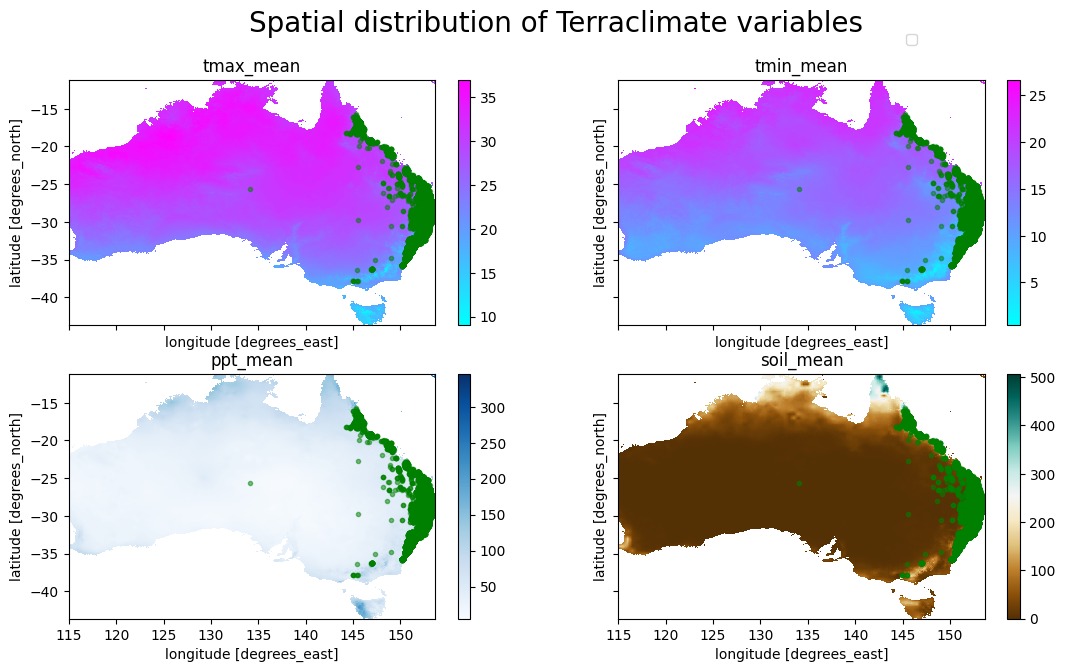 Spatial distribution of Terraclimate variables
tmax_mean
tmin_mean
−15
−20
−25
−30
−35
−40
latitude [degrees_north]
longitude [degrees_east]
35
30
25
20
15
10
latitude [degrees_north]
longitude [degrees_east]
25
20
15
10
5
ppt_mean
soil_mean
−15
−20
−25
−30
−35
−40
latitude [degrees_north]
115 120 125 130 135 140 145 150
longitude [degrees_east]
300
250
200
150
100
50
latitude [degrees_north]
115 120 125 130 135 140 145 150
longitude [degrees_east]
500
400
300
200
100
0